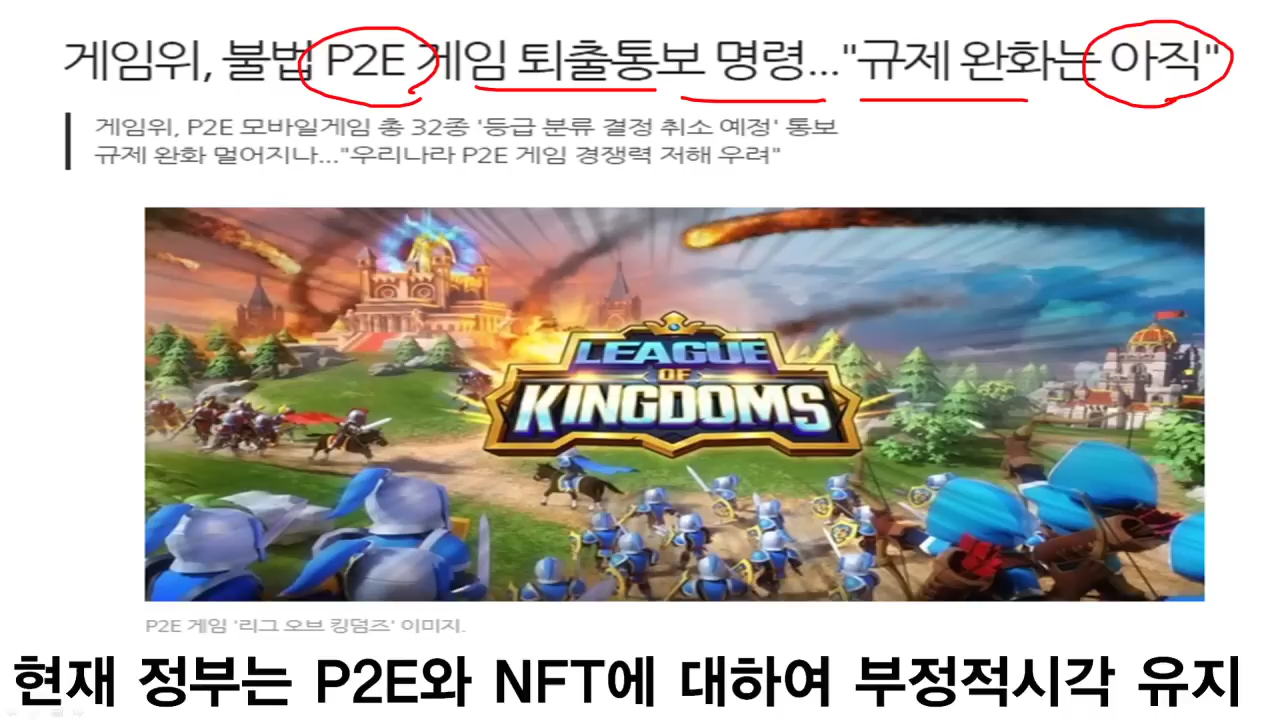 게임위, 불법 P2E 게임 퇴출통보 명령..."규제 완화는 아직"
게임위, P2E 모바일게임 총 32종 '등급 분류 결정 취소 예정' 통보
규제 완화 멀어지나..."우리나라 P2E 게임 경쟁력 저해 우려"
LEAGUE
OF
KINGDOMS
P2E 게임 '리그 오브 킹덤즈' 이미지.
현재 정부는 P2E와 NFT에 대하여 부정적시각 유지